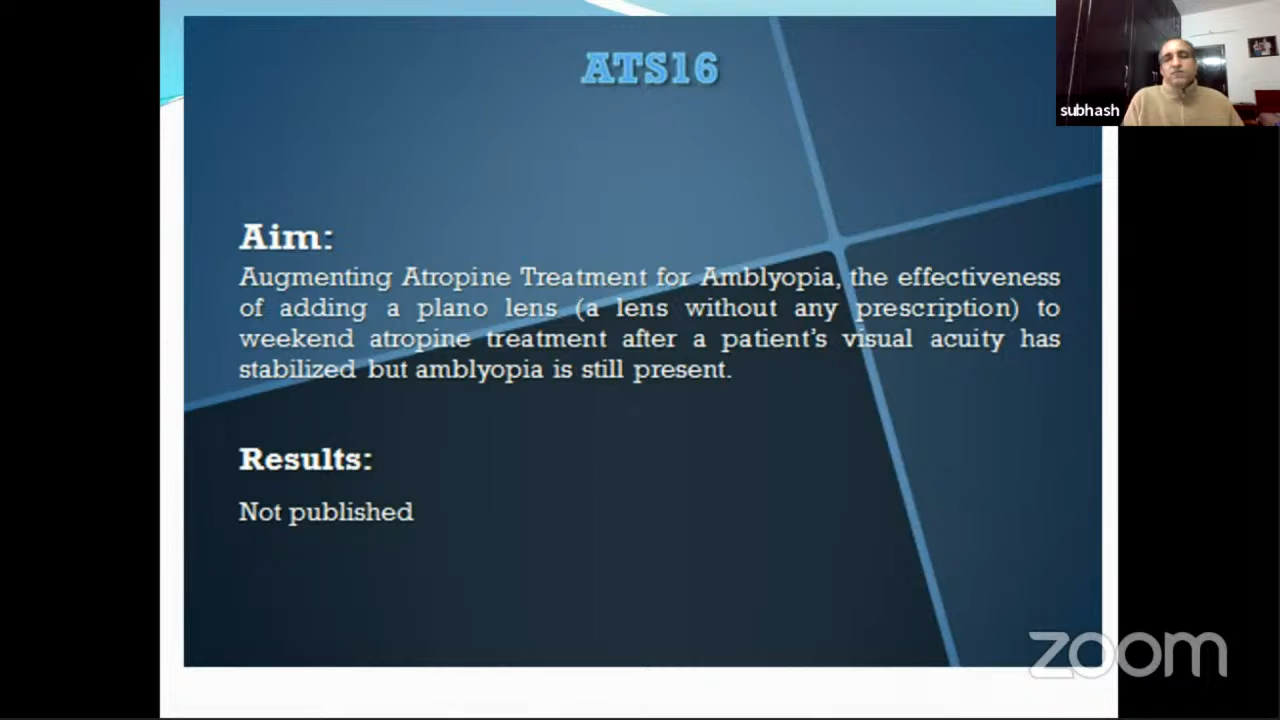 ATS16
subhash
Aim:
Augmenting Atropine Treatment for Amblyopia, the effectiveness
of adding a plano lens (a lens without any prescription) to
weekend atropine treatment after a patient's visual acuity has
stabilized but amblyopia is still present.
Results:
Not published
zoom